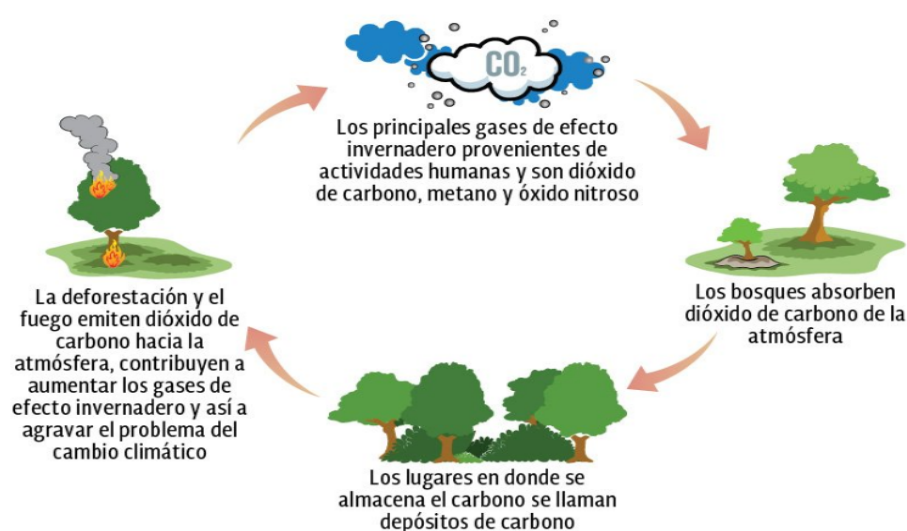 CO₂
Los principales gases de efecto
invernadero provenientes de
actividades humanas y son dióxido
de carbono, metano y óxido nitroso
Los bosques absorben
dióxido de carbono de la
atmósfera
Los lugares en donde se
almacena el carbono se llaman
depósitos de carbono
La deforestación y el
fuego emiten dióxido de
carbono hacia la
atmósfera, contribuyen a
aumentar los gases de
efecto invernadero y así a
agravar el problema del
cambio climático